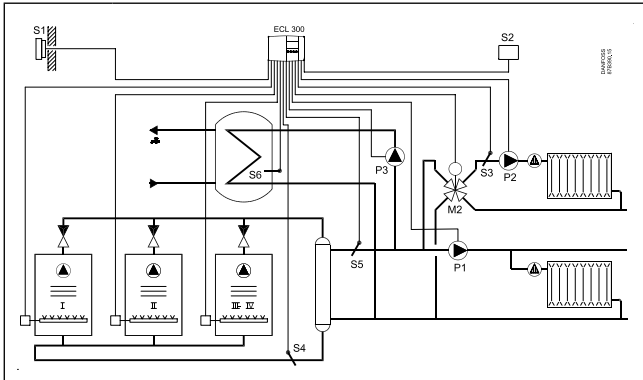 S1
ECL 300
S2
DANFOSS
S6
P3
S3
P2
M2
S5
P1
I
II
III- IV
S4